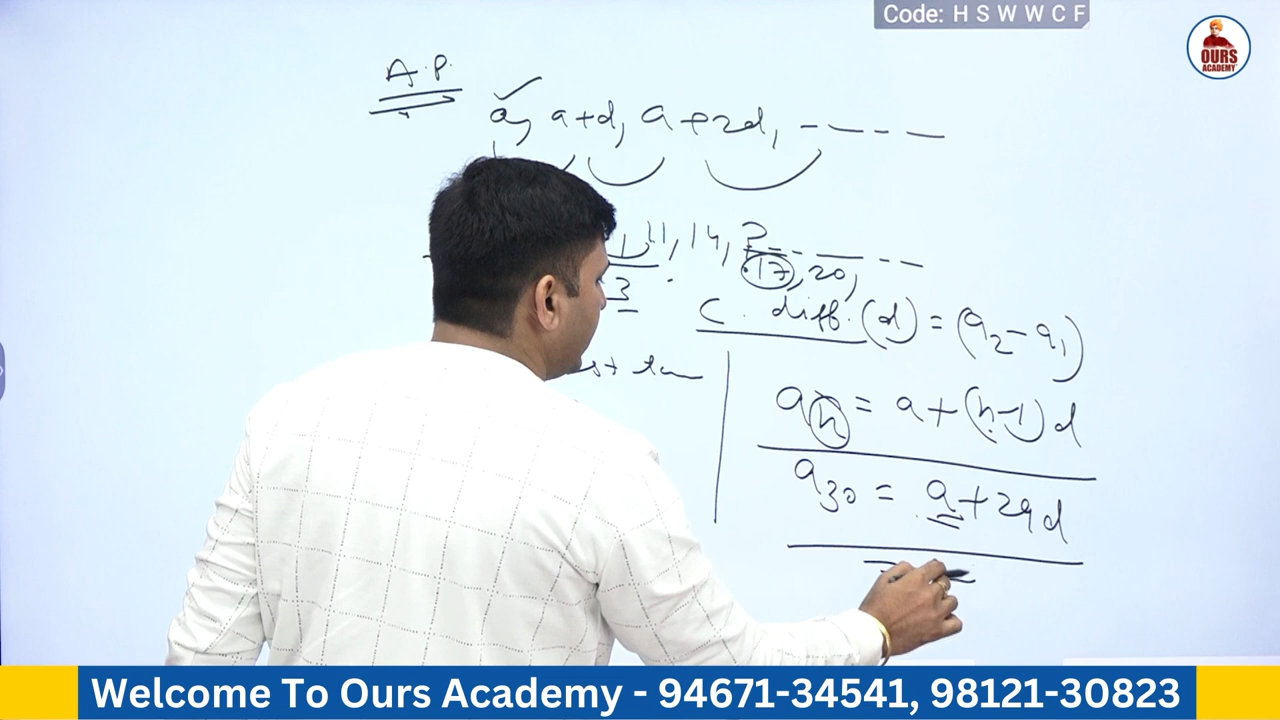 Code: H S W W C F
OURS
ACADEMY
A.P.
a, a+d, a+2d, - - - - -
11, 14, ? - - - - -
17, 20,
3
C. diff. (d) = (a₂ - a₁)
aₙ = a + (n-1) d
a₃₀ = a + 29d
Welcome To Ours Academy - 94671-34541, 98121-30823